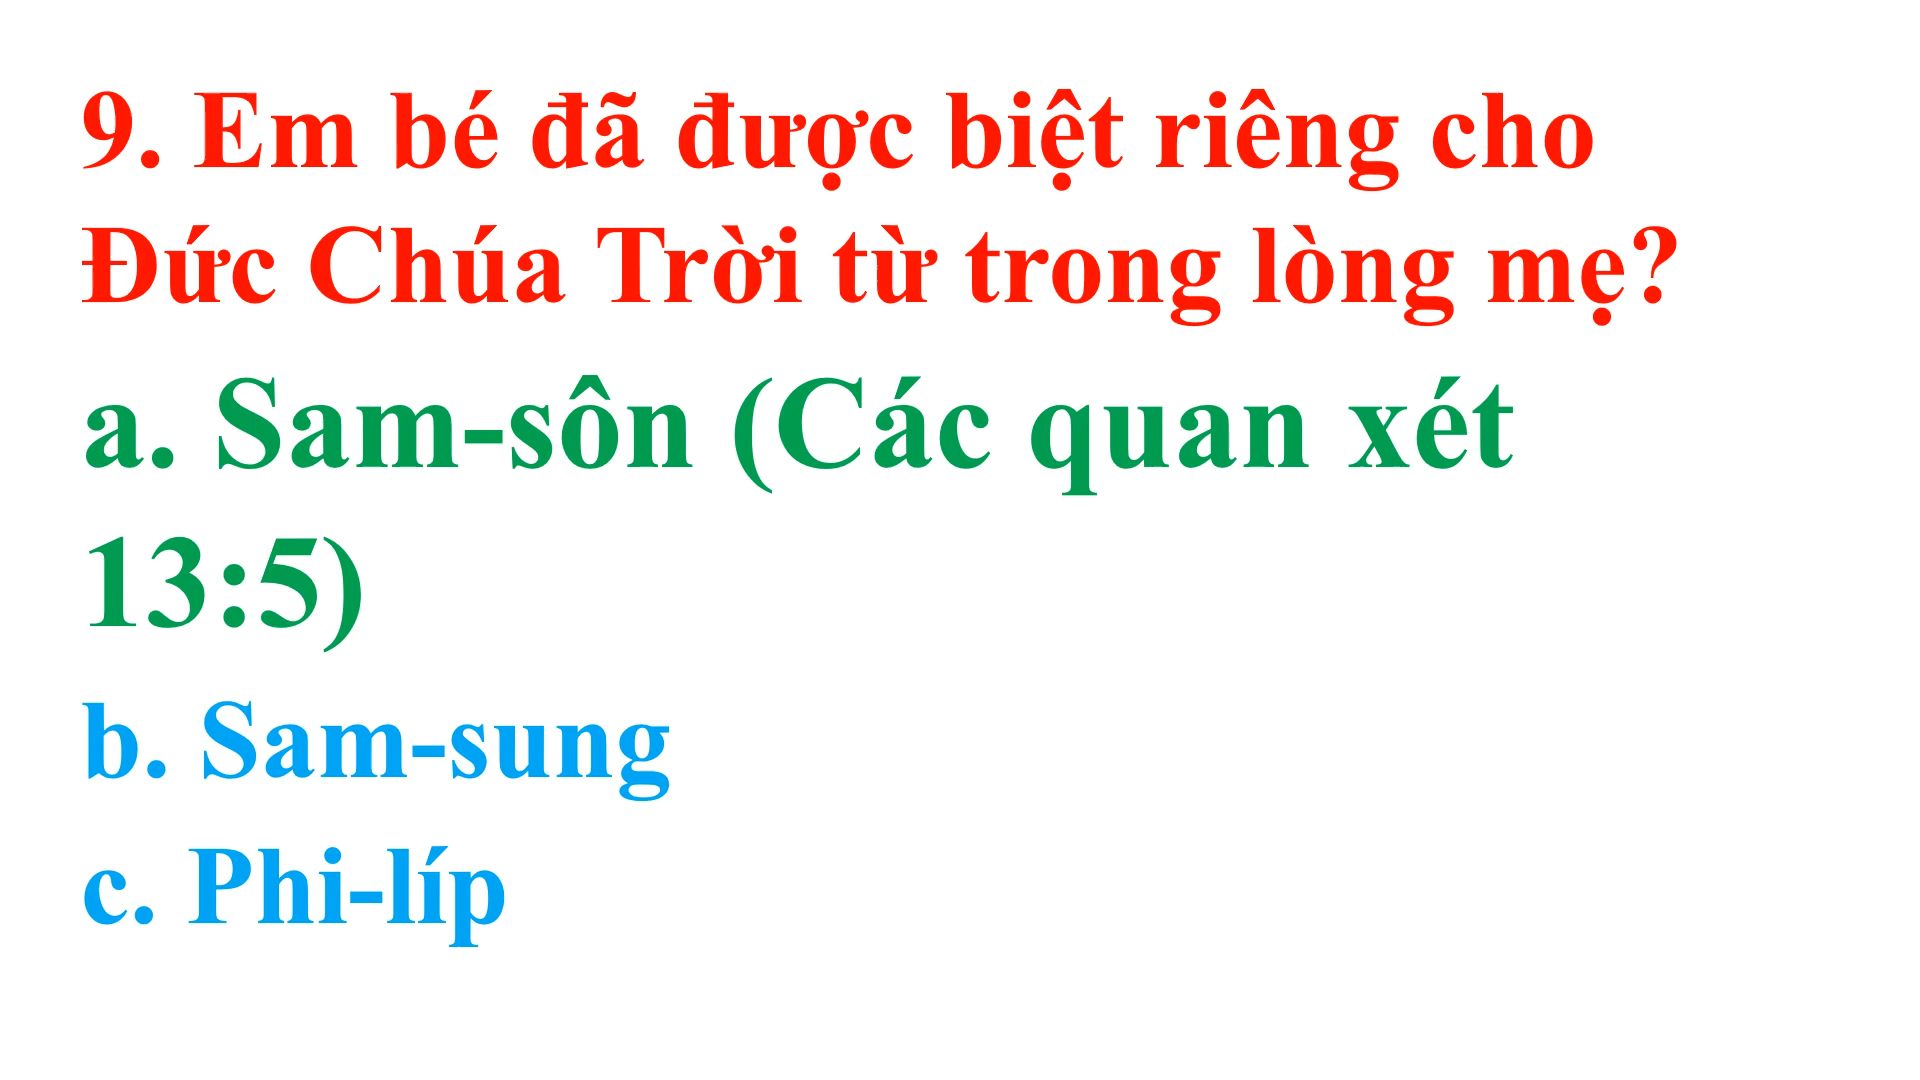 9. Em bé đã được biệt riêng cho
Đức Chúa Trời từ trong lòng mẹ?
a. Sam-sôn (Các quan xét
13:5)
b. Sam-sung
c. Phi-líp